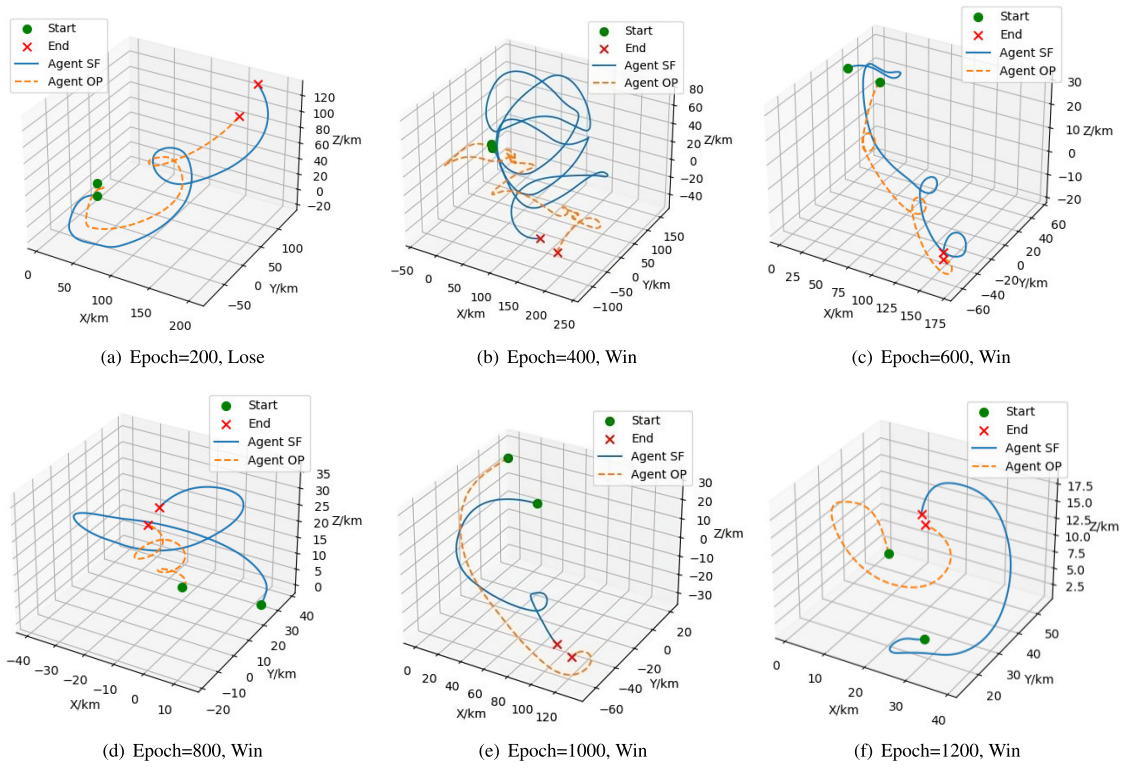 Start
End
Agent SF
Agent OP
120
100
80
60
40
20
0
−20
Z/km
100
50
0
−50
Y/km
0
50
100
150
200
X/km
(a) Epoch=200, Lose
Start
End
Agent SF
Agent OP
80
60
40
20
0
−20
−40
Z/km
150
100
50
0
−50
−100
Y/km
−50
0
50
100
150
200
250
X/km
(b) Epoch=400, Win
Start
End
Agent SF
Agent OP
30
20
10
0
−10
−20
Z/km
60
40
20
0
−20
−40
−60
Y/km
0
25
50
75
100
125
150
175
X/km
(c) Epoch=600, Win
Start
End
Agent SF
Agent OP
35
30
25
20
15
10
5
0
Z/km
40
30
20
10
0
−10
−20
Y/km
−40
−30
−20
−10
0
10
X/km
(d) Epoch=800, Win
Start
End
Agent SF
Agent OP
30
20
10
0
−10
−20
−30
Z/km
20
0
−20
−40
−60
Y/km
0
20
40
60
80
100
120
X/km
(e) Epoch=1000, Win
Start
End
Agent SF
Agent OP
17.5
15.0
12.5
10.0
7.5
5.0
2.5
Z/km
50
40
30
20
Y/km
0
10
20
30
40
X/km
(f) Epoch=1200, Win